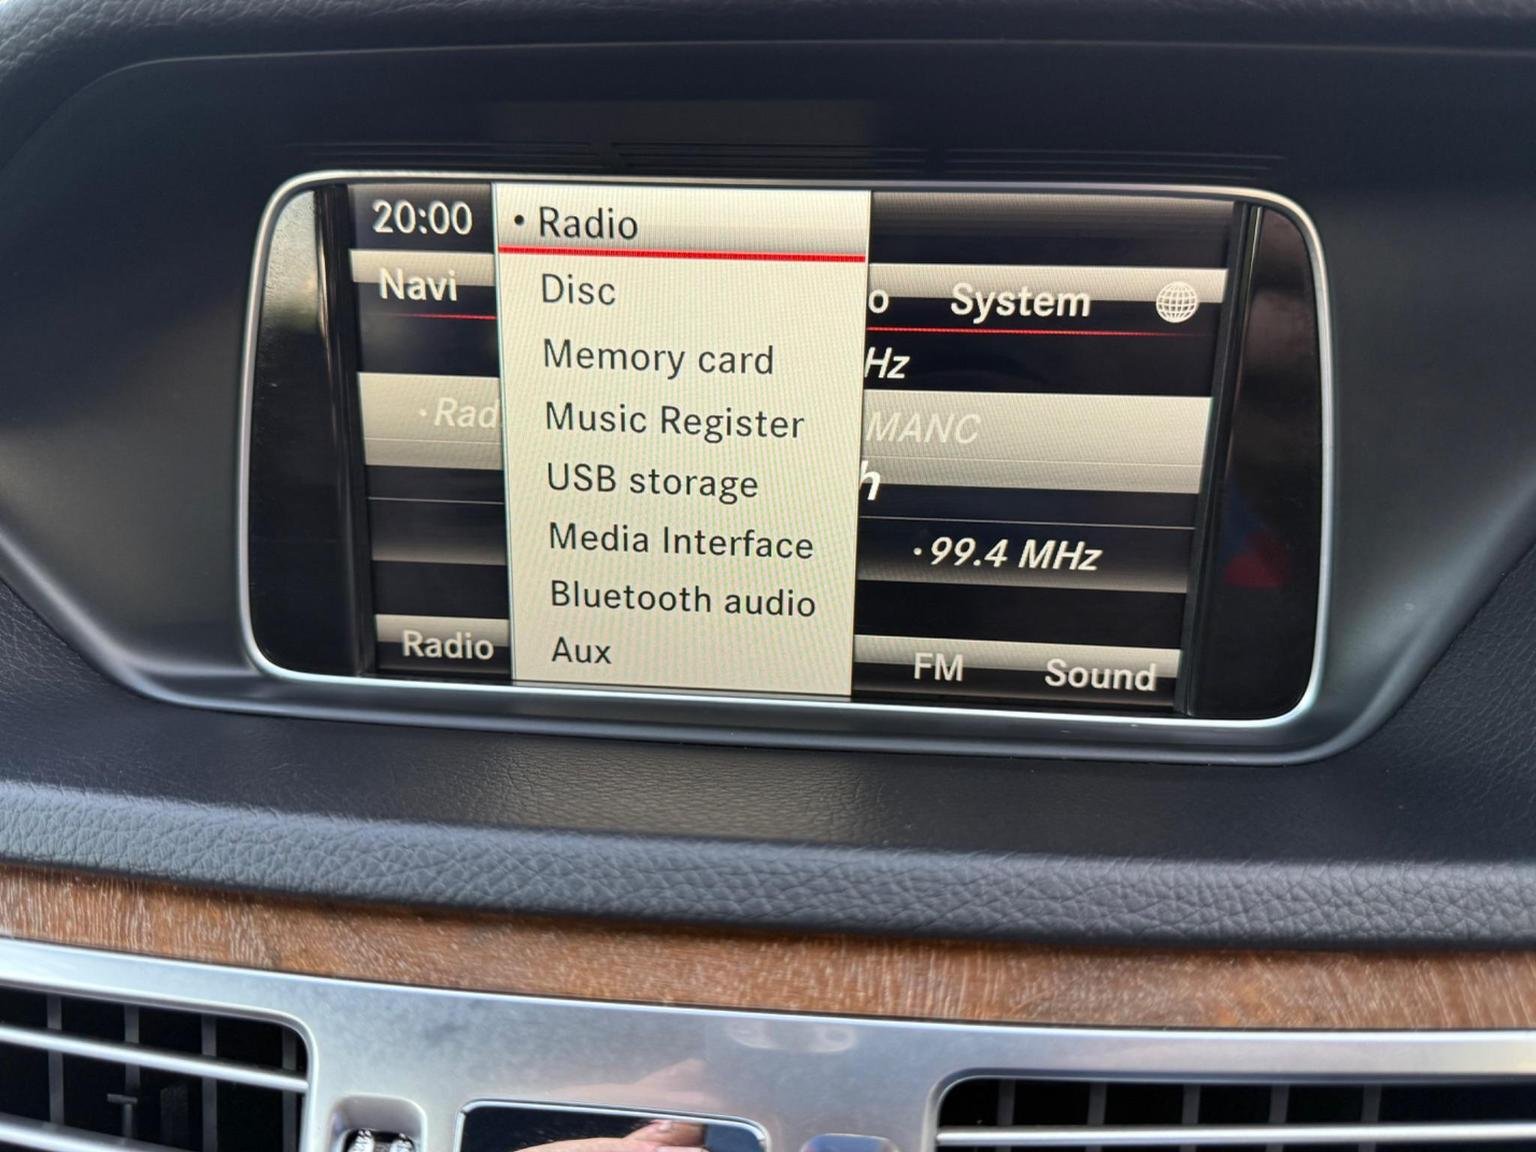 20:00
• Radio
Navi
Disc
o
System
Memory card
Hz
• Rad
Music Register
MANC
USB storage
h
Media Interface
• 99.4 MHz
Bluetooth audio
Radio
Aux
FM
Sound